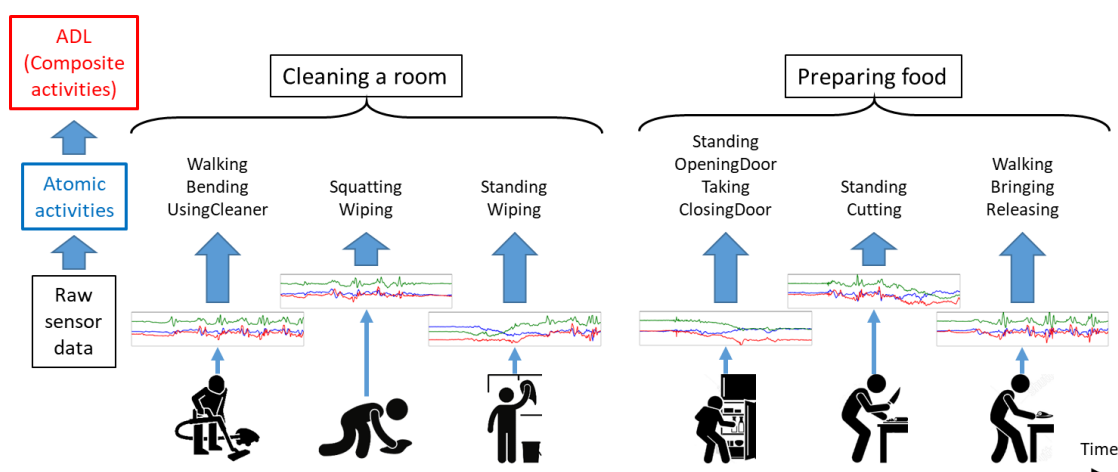 ADL
(Composite
activities)
Cleaning a room
Preparing food
Atomic
activities
Walking
Bending
UsingCleaner
Squatting
Wiping
Standing
Wiping
Standing
OpeningDoor
Taking
ClosingDoor
Standing
Cutting
Walking
Bringing
Releasing
Raw
sensor
data
Time